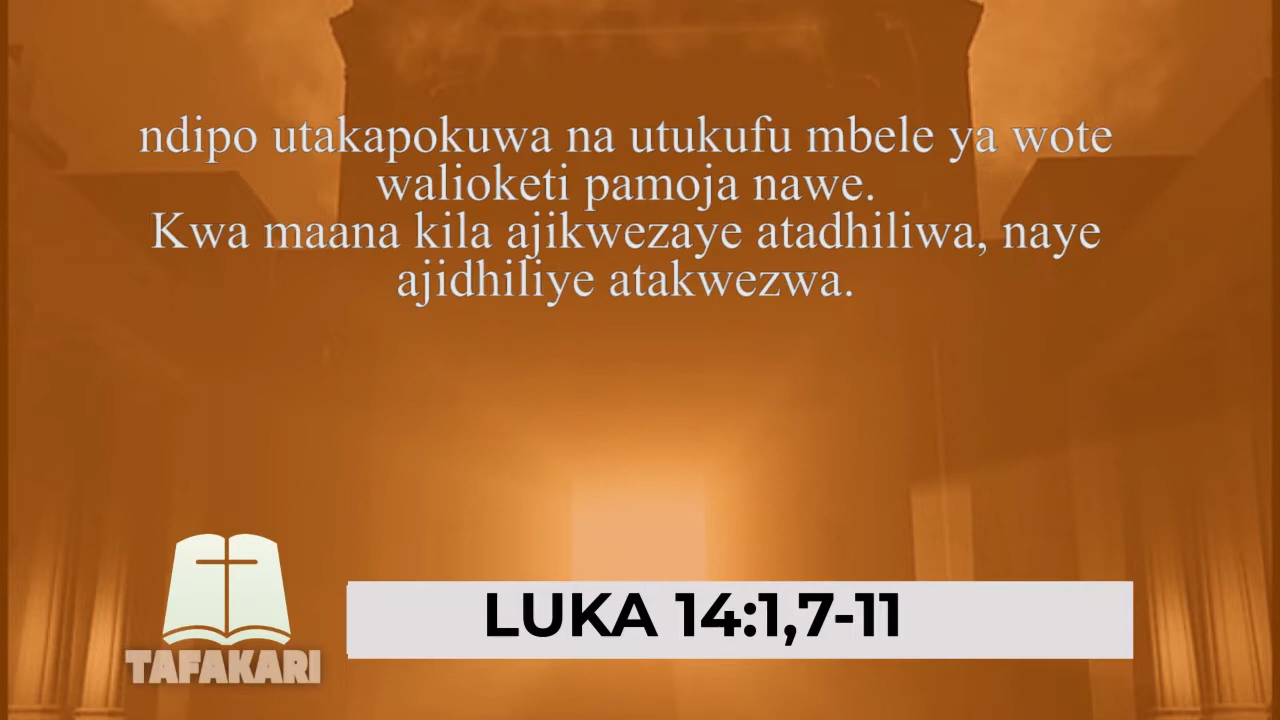 ndipo utakapokuwa na utukufu mbele ya wote
walioketi pamoja nawe.
Kwa maana kila ajikwezaye atadhiliwa, naye
ajidhiliye atakwezwa.
LUKA 14:1,7-11
TAFAKARI